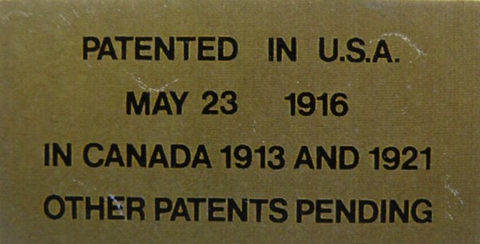 PATENTED IN U.S.A.
MAY 23 1916
IN CANADA 1913 AND 1921
OTHER PATENTS PENDING